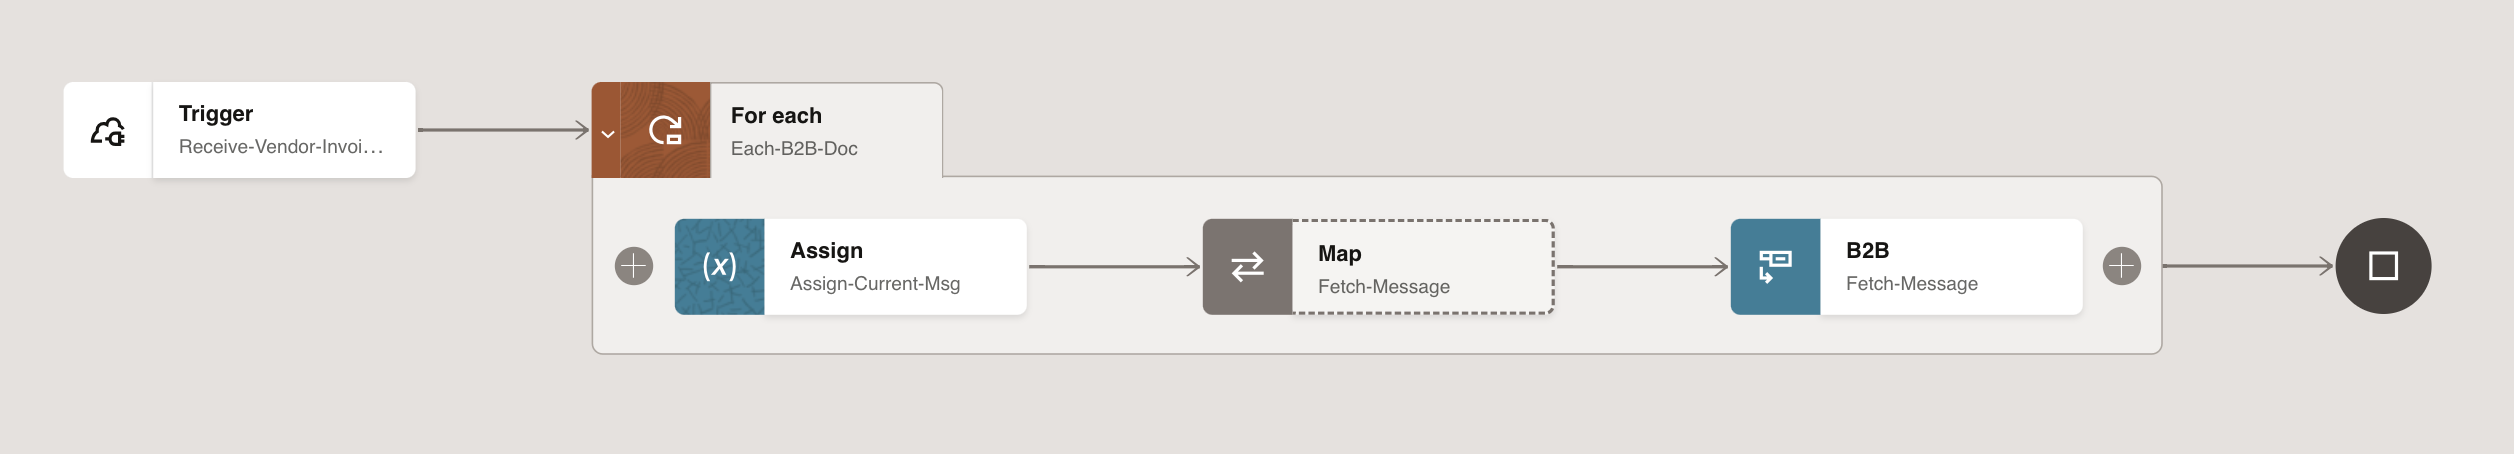 Trigger
Receive-Vendor-Invoi...
For each
Each-B2B-Doc
(x)
Assign
Assign-Current-Msg
Map
Fetch-Message
B2B
Fetch-Message